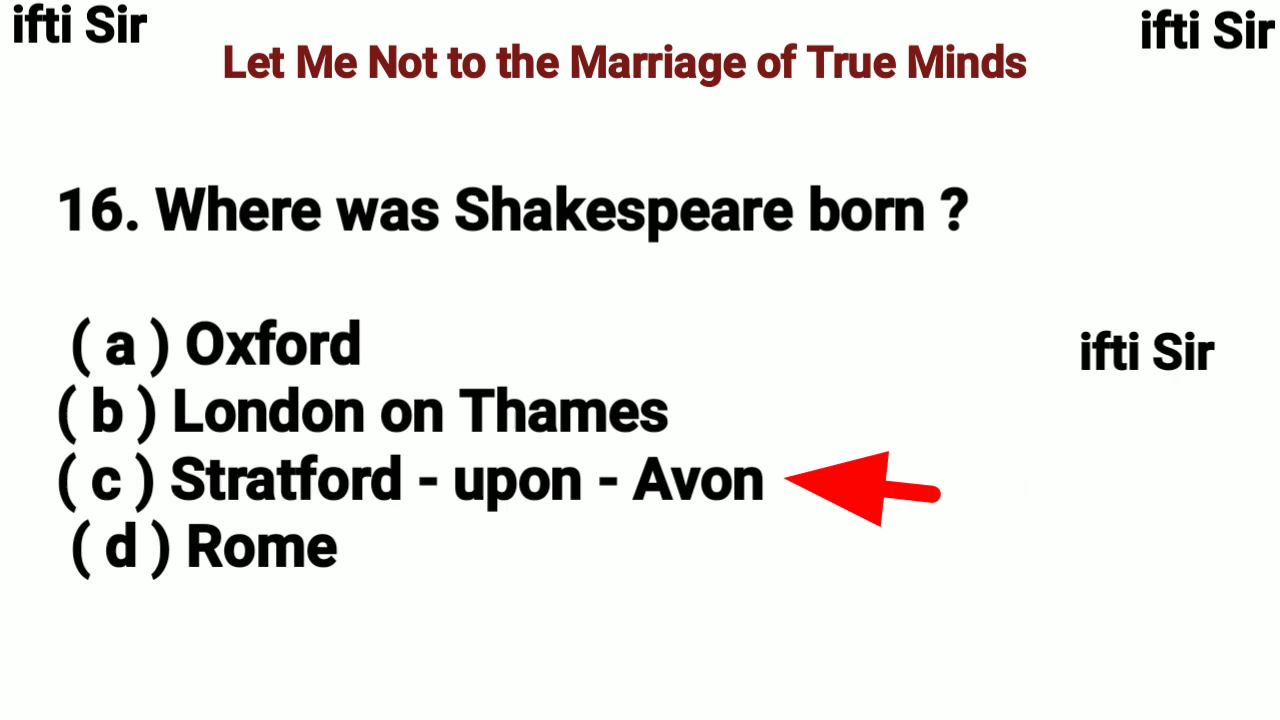 ifti Sir
ifti Sir
Let Me Not to the Marriage of True Minds
16. Where was Shakespeare born ?
( a ) Oxford
ifti Sir
( b ) London on Thames
( c ) Stratford - upon - Avon
( d ) Rome